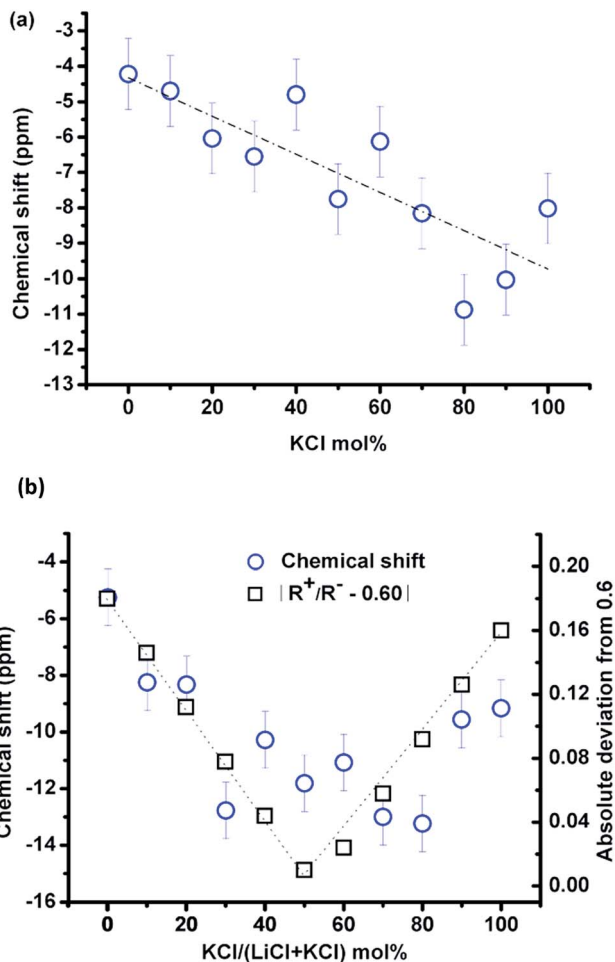 (a)
-3
-4
-5
-6
-7
-8
-9
-10
-11
-12
-13
Chemical shift (ppm)
0 20 40 60 80 100
KCl mol%
(b)
Chemical shift
| R+/R- - 0.60 |
-4
-6
-8
-10
-12
-14
-16
Chemical shift (ppm)
0.20
0.16
0.12
0.08
0.04
0.00
Absolute deviation from 0.6
0 20 40 60 80 100
KCl/(LiCl+KCl) mol%